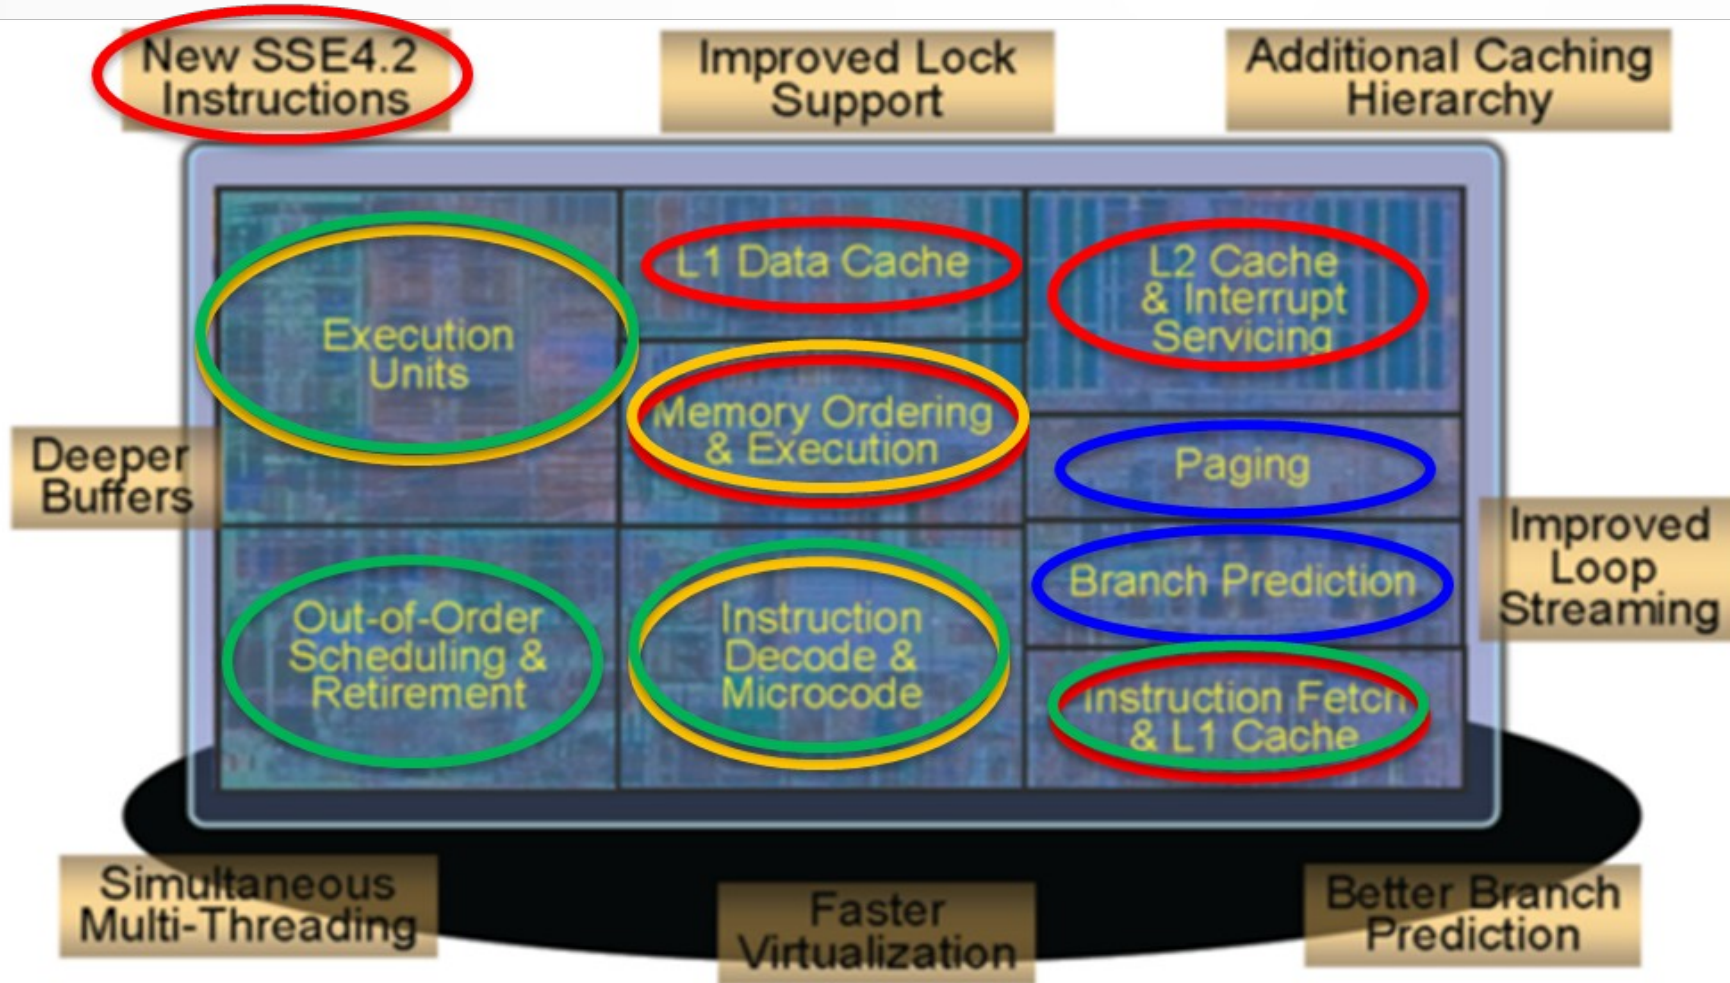 New SSE4.2
Instructions
Improved Lock
Support
Additional Caching
Hierarchy
Execution
Units
L1 Data Cache
L2 Cache
& Interrupt
Servicing
Memory Ordering
& Execution
Paging
Deeper
Buffers
Branch Prediction
Improved
Loop
Streaming
Out-of-Order
Scheduling &
Retirement
Instruction
Decode &
Microcode
Instruction Fetch
& L1 Cache
Simultaneous
Multi-Threading
Faster
Virtualization
Better Branch
Prediction